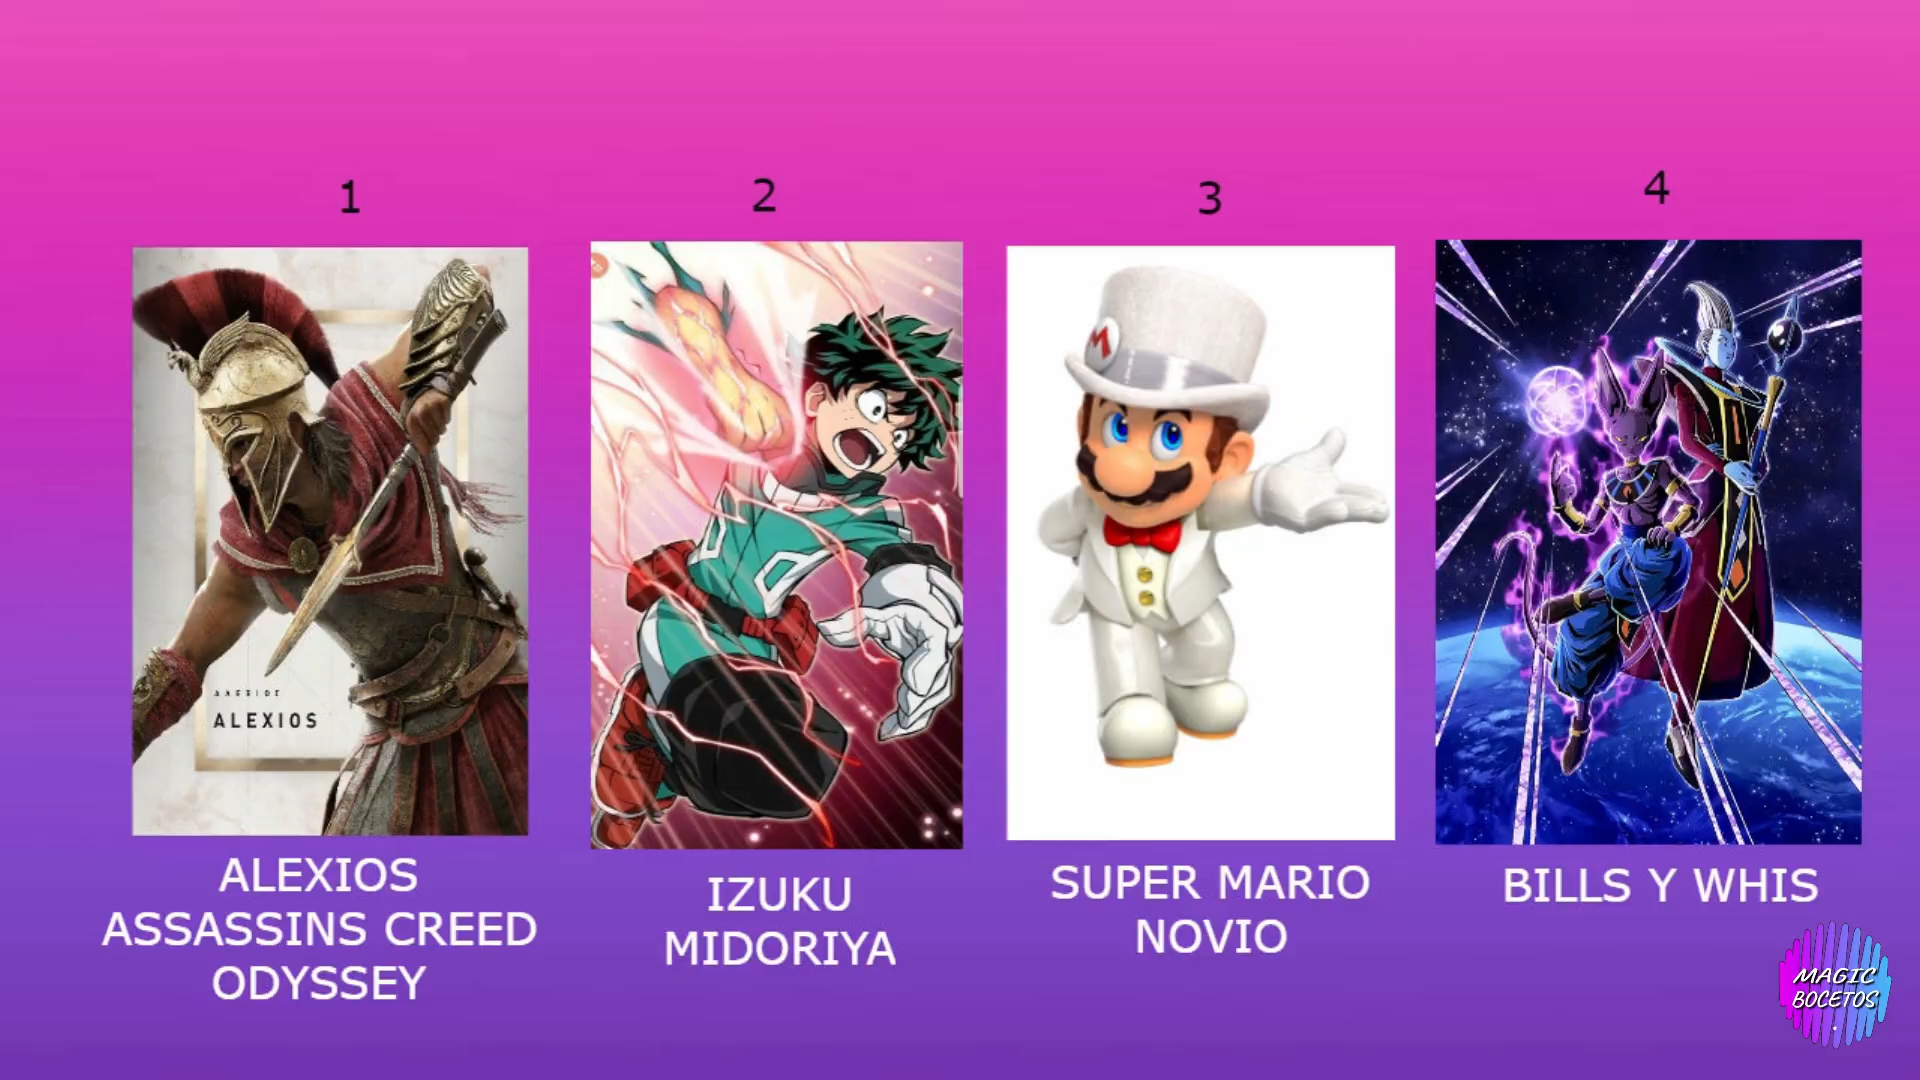 1
2
3
4
ALEXIOS
ALEXIOS
ASSASSINS CREED
ODYSSEY
IZUKU
MIDORIYA
M
SUPER MARIO
NOVIO
BILLS Y WHIS
MAGIC
BOCETOS